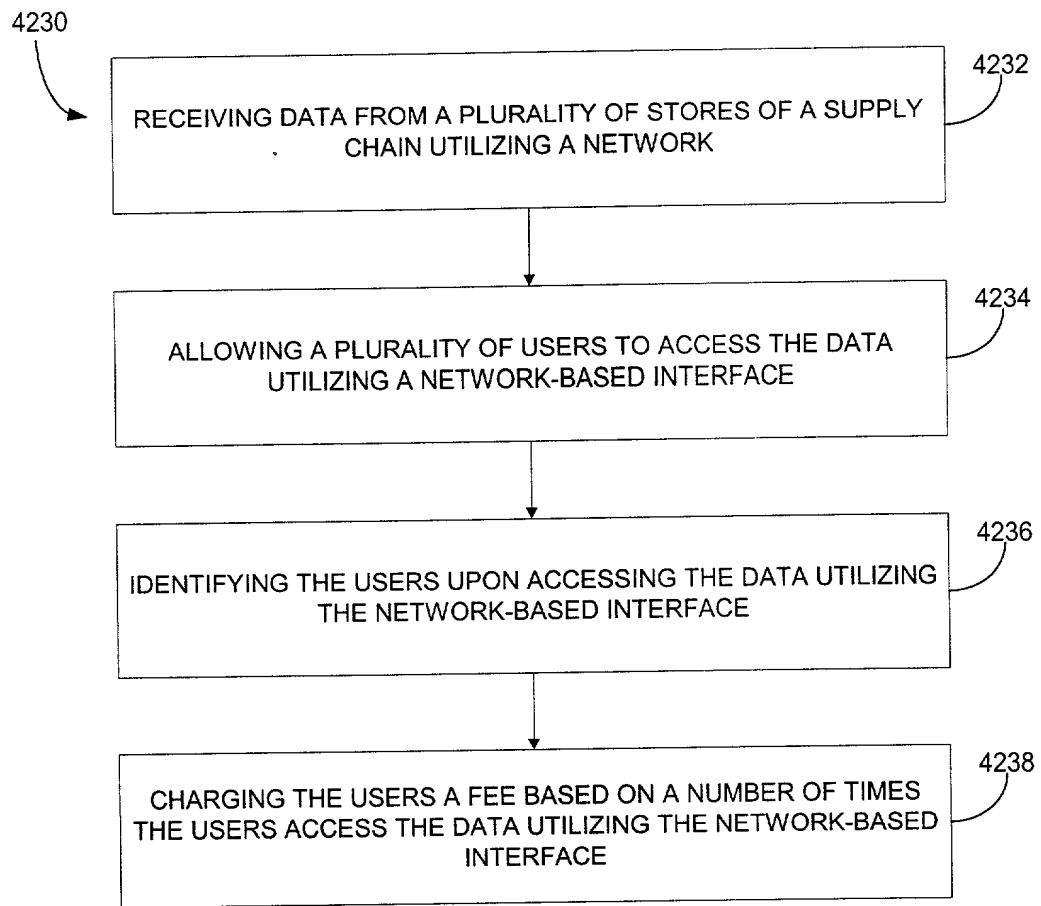 4230
4232
RECEIVING DATA FROM A PLURALITY OF STORES OF A SUPPLY
CHAIN UTILIZING A NETWORK
4234
ALLOWING A PLURALITY OF USERS TO ACCESS THE DATA
UTILIZING A NETWORK-BASED INTERFACE
4236
IDENTIFYING THE USERS UPON ACCESSING THE DATA UTILIZING
THE NETWORK-BASED INTERFACE
4238
CHARGING THE USERS A FEE BASED ON A NUMBER OF TIMES
THE USERS ACCESS THE DATA UTILIZING THE NETWORK-BASED
INTERFACE